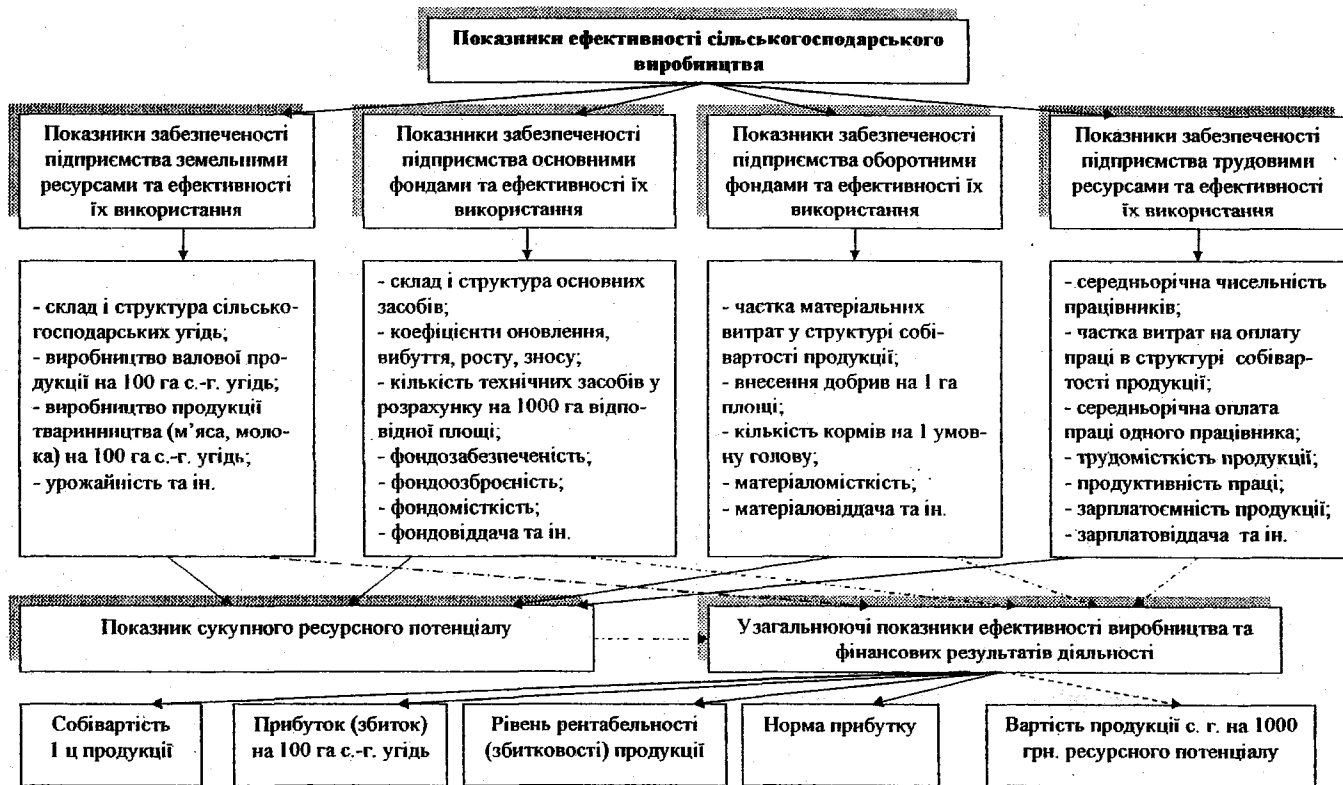 Показники ефективності сільськогосподарського
виробництва
Показники забезпеченості
підприємства земельними
ресурсами та ефективності
їх використання
Показники забезпеченості
підприємства основними
фондами та ефективності їх
використання
Показники забезпеченості
підприємства оборотними
фондами та ефективності їх
використання
Показники забезпеченості
підприємства трудовими
ресурсами та ефективності
їх використання
- склад і структура сільсько-
господарських угідь;
- виробництво валової про-
дукції на 100 га с.-г. угідь;
- виробництво продукції
тваринництва (м’яса, моло-
ка) на 100 га с.-г. угідь;
- урожайність та ін.
- склад і структура основних
засобів;
- коефіцієнти оновлення,
вибуття, росту, зносу;
- кількість технічних засобів у
розрахунку на 1000 га відпо-
відної площі;
- фондозабезпеченість;
- фондоозброєність;
- фондомісткість;
- фондовіддача та ін.
- частка матеріальних
витрат у структурі собі-
вартості продукції;
- внесення добрив на 1 га
площі;
- кількість кормів на 1 умов-
ну голову;
- матеріаломісткість;
- матеріаловіддача та ін.
- середньорічна чисельність
працівників;
- частка витрат на оплату
праці в структурі собівар-
тості продукції;
- середньорічна оплата
праці одного працівника;
- трудомісткість продукції;
- продуктивність праці;
- зарплатоємність продукції;
- зарплатовіддача та ін.
Показник сукупного ресурсного потенціалу
Узагальнюючі показники ефективності виробництва та
фінансових результатів діяльності
Собівартість
1 ц продукції
Прибуток (збиток)
на 100 га с.-г. угідь
Рівень рентабельності
(збитковості) продукції
Норма прибутку
Вартість продукції с. г. на 1000
грн. ресурсного потенціалу